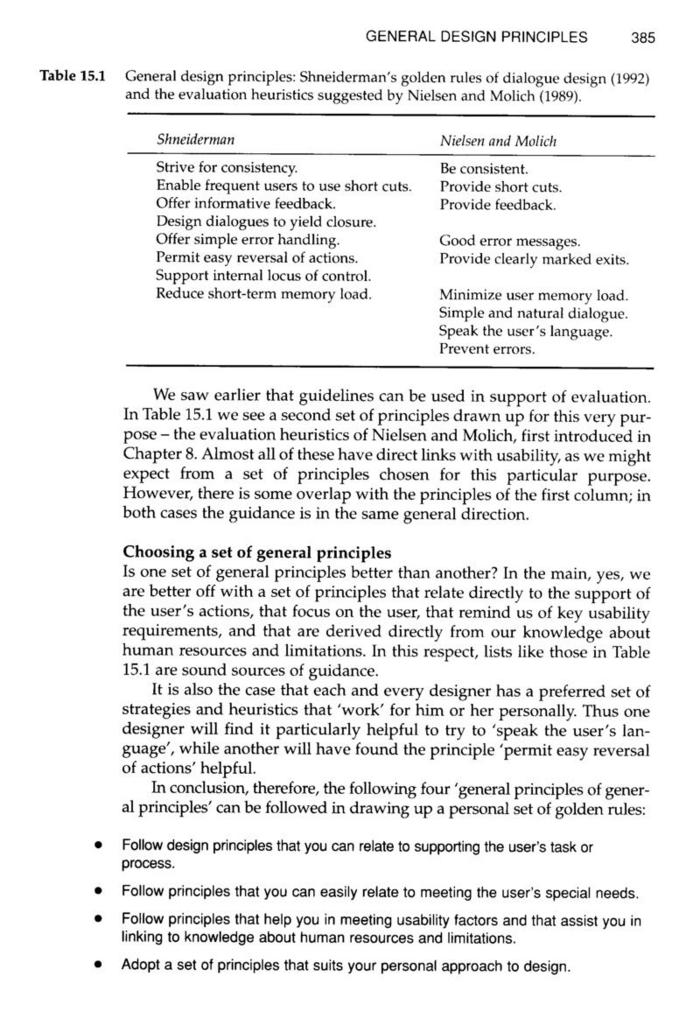 GENERAL DESIGN PRINCIPLES 385
Table 15.1 General design principles: Shneiderman's golden rules of dialogue design (1992)
and the evaluation heuristics suggested by Nielsen and Molich (1989).
Shneiderman Nielsen and Molich
Strive for consistency. Be consistent.
Enable frequent users to use short cuts. Provide short cuts.
Offer informative feedback. Provide feedback.
Design dialogues to yield closure.
Offer simple error handling. Good error messages.
Permit easy reversal of actions. Provide clearly marked exits.
Support internal locus of control.
Reduce short-term memory load. Minimize user memory load.
Simple and natural dialogue.
Speak the user's language.
Prevent errors.
We saw earlier that guidelines can be used in support of evaluation.
In Table 15.1 we see a second set of principles drawn up for this very pur-
pose – the evaluation heuristics of Nielsen and Molich, first introduced in
Chapter 8. Almost all of these have direct links with usability, as we might
expect from a set of principles chosen for this particular purpose.
However, there is some overlap with the principles of the first column; in
both cases the guidance is in the same general direction.
Choosing a set of general principles
Is one set of general principles better than another? In the main, yes, we
are better off with a set of principles that relate directly to the support of
the user's actions, that focus on the user, that remind us of key usability
requirements, and that are derived directly from our knowledge about
human resources and limitations. In this respect, lists like those in Table
15.1 are sound sources of guidance.
It is also the case that each and every designer has a preferred set of
strategies and heuristics that 'work' for him or her personally. Thus one
designer will find it particularly helpful to try to 'speak the user's lan-
guage', while another will have found the principle 'permit easy reversal
of actions' helpful.
In conclusion, therefore, the following four 'general principles of gener-
al principles' can be followed in drawing up a personal set of golden rules:
• Follow design principles that you can relate to supporting the user's task or
process.
• Follow principles that you can easily relate to meeting the user's special needs.
• Follow principles that help you in meeting usability factors and that assist you in
linking to knowledge about human resources and limitations.
• Adopt a set of principles that suits your personal approach to design.